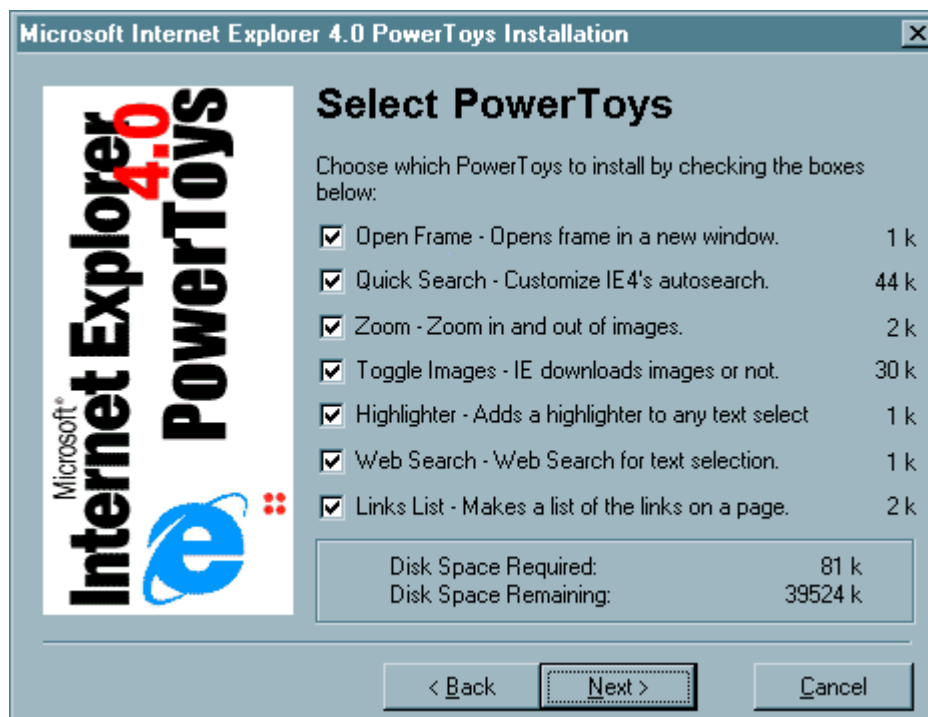 Microsoft Internet Explorer 4.0 PowerToys Installation
Microsoft®
Internet Explorer
4.0
PowerToys
Select PowerToys
Choose which PowerToys to install by checking the boxes
below:
Open Frame - Opens frame in a new window. 1 k
Quick Search - Customize IE4's autosearch. 44 k
Zoom - Zoom in and out of images. 2 k
Toggle Images - IE downloads images or not. 30 k
Highlighter - Adds a highlighter to any text select 1 k
Web Search - Web Search for text selection. 1 k
Links List - Makes a list of the links on a page. 2 k
Disk Space Required: 81 k
Disk Space Remaining: 39524 k
< Back Next > Cancel